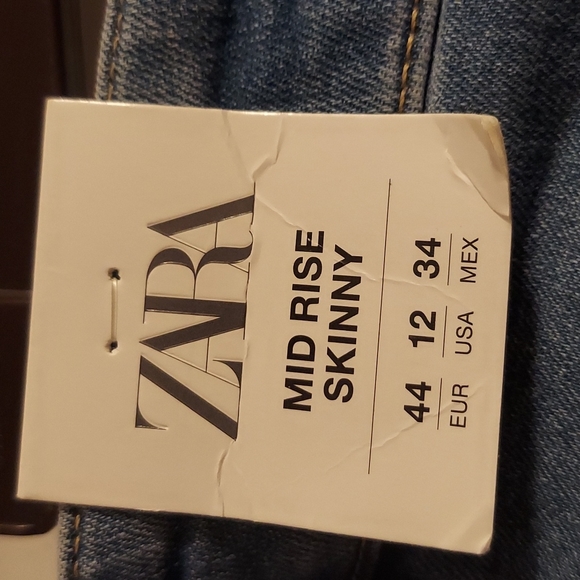 ZARA
MID RISE
SKINNY
44 12 34
EUR USA MEX